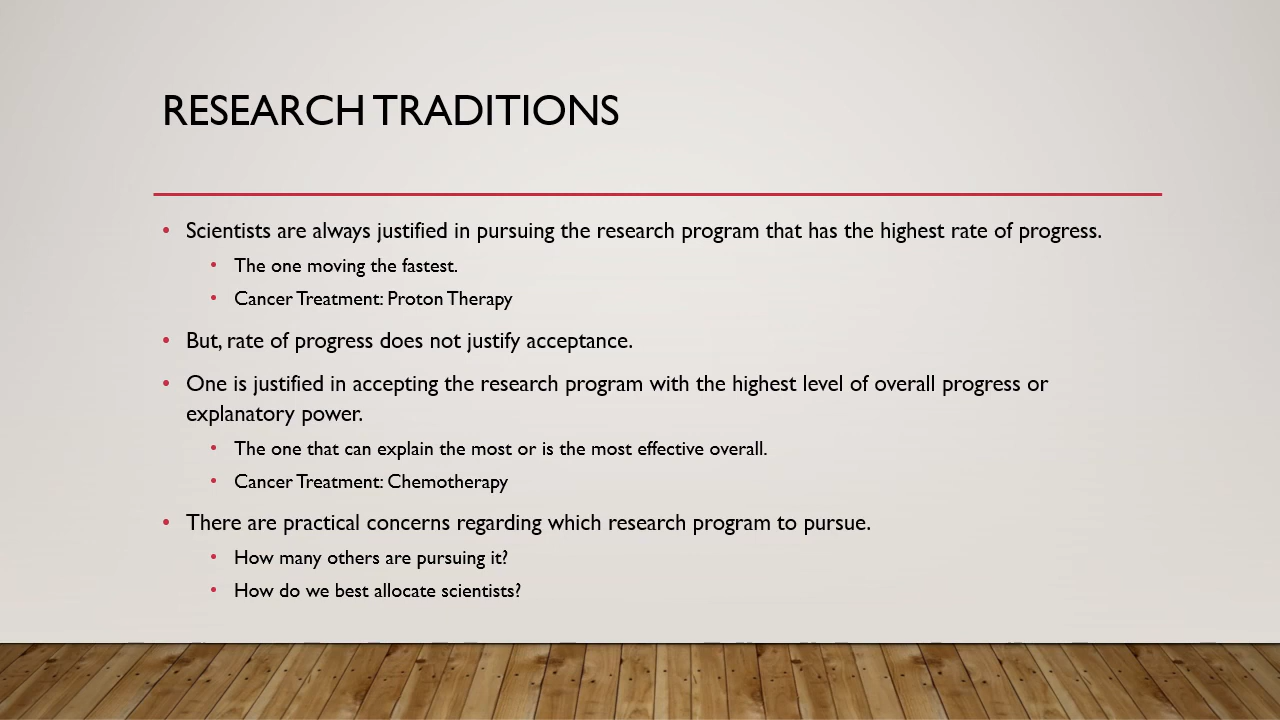 RESEARCH TRADITIONS
• Scientists are always justified in pursuing the research program that has the highest rate of progress.
• The one moving the fastest.
• Cancer Treatment: Proton Therapy
• But, rate of progress does not justify acceptance.
• One is justified in accepting the research program with the highest level of overall progress or
explanatory power.
• The one that can explain the most or is the most effective overall.
• Cancer Treatment: Chemotherapy
• There are practical concerns regarding which research program to pursue.
• How many others are pursuing it?
• How do we best allocate scientists?